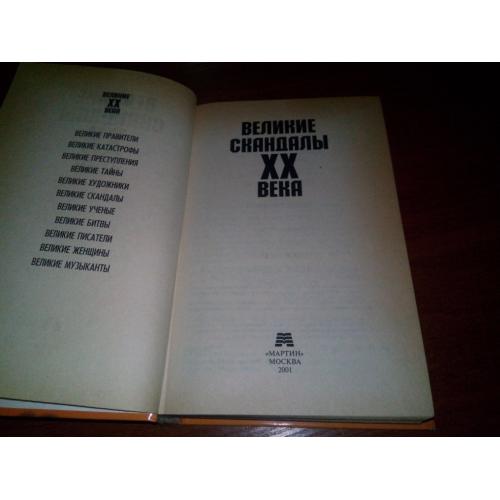 ВЕЛИКИЕ
XX
ВЕКА
ВЕЛИКИЕ ПРАВИТЕЛИ
ВЕЛИКИЕ КАТАСТРОФЫ
ВЕЛИКИЕ ПРЕСТУПЛЕНИЯ
ВЕЛИКИЕ ТАЙНЫ
ВЕЛИКИЕ ХУДОЖНИКИ
ВЕЛИКИЕ СКАНДАЛЫ
ВЕЛИКИЕ УЧЕНЫЕ
ВЕЛИКИЕ БИТВЫ
ВЕЛИКИЕ ПИСАТЕЛИ
ВЕЛИКИЕ ЖЕНЩИНЫ
ВЕЛИКИЕ МУЗЫКАНТЫ
ВЕЛИКИЕ
СКАНДАЛЫ
XX
ВЕКА
«МАРТИН»
МОСКВА
2001